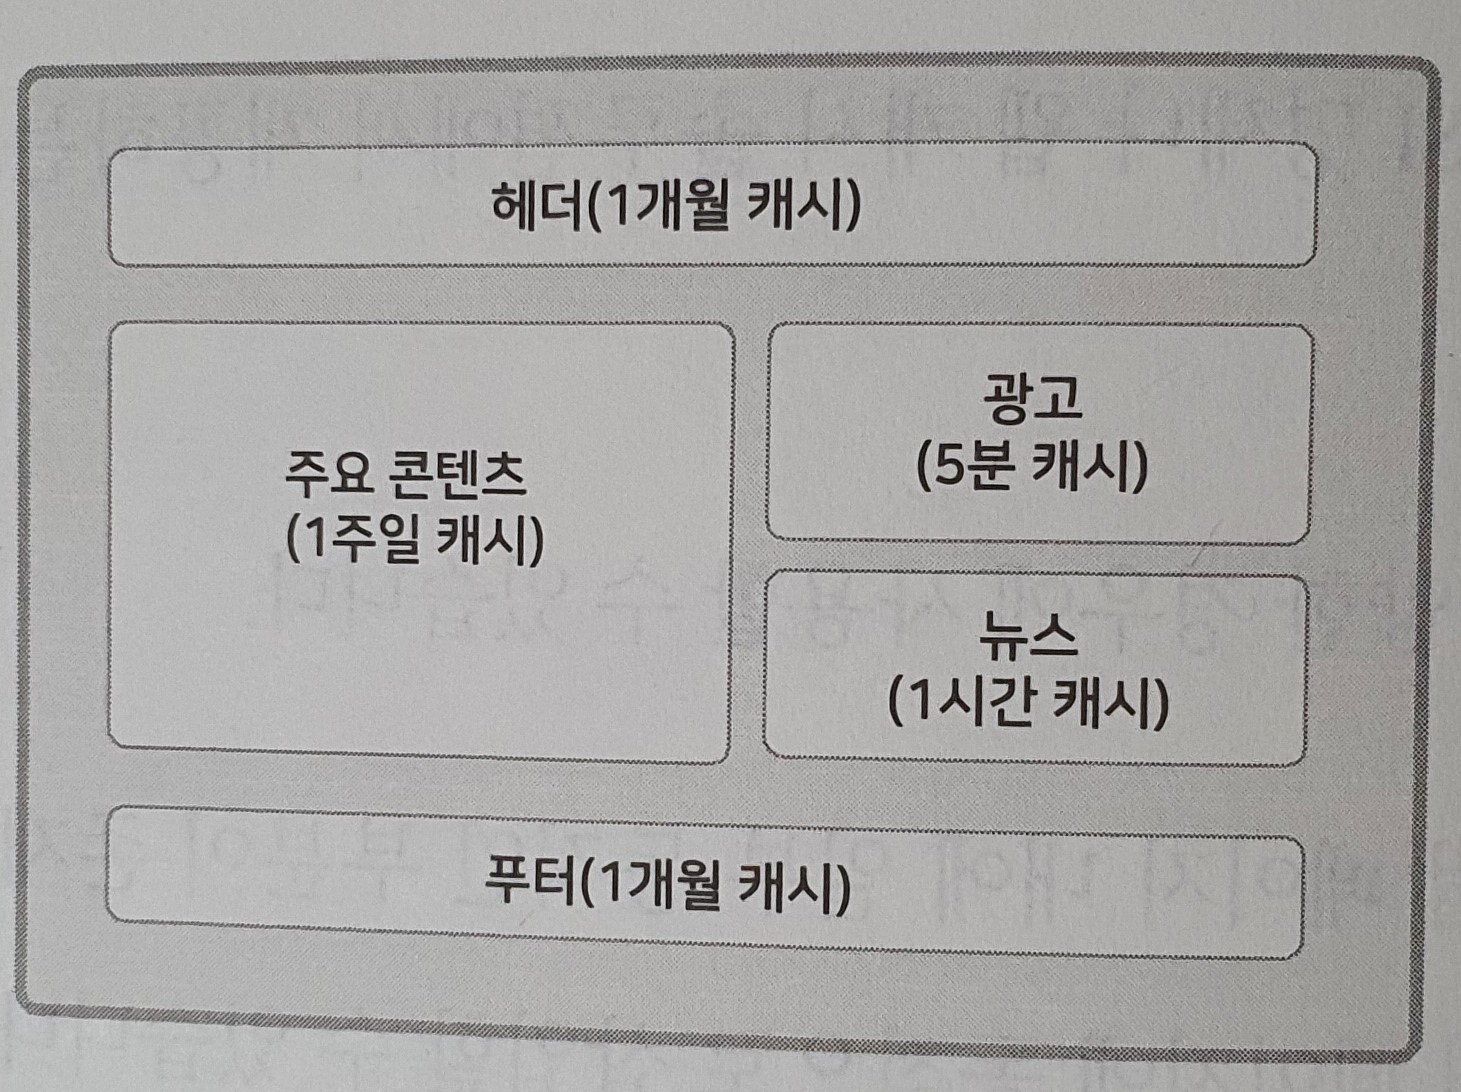 헤더(1개월 캐시)
주요 콘텐츠
(1주일 캐시)
광고
(5분 캐시)
뉴스
(1시간 캐시)
푸터(1개월 캐시)